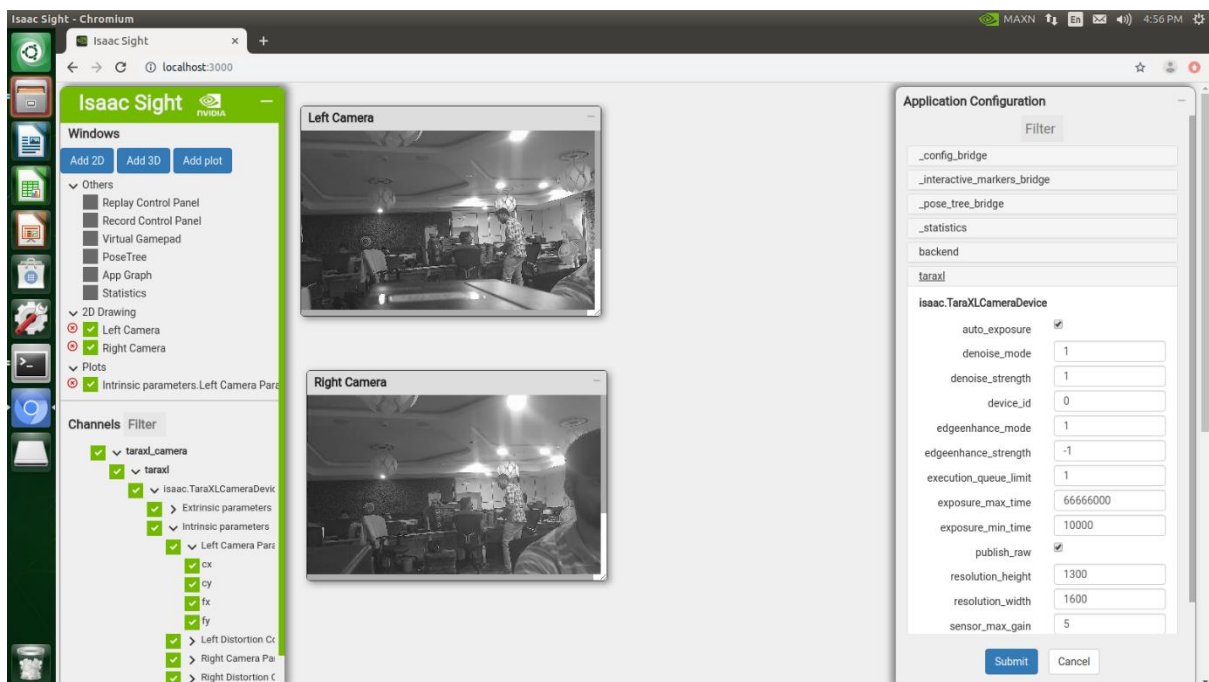 Isaac Sight - Chromium
MAXN En 4:56 PM
Isaac Sight × +
localhost:3000
Isaac Sight NVIDIA
Windows
Add 2D Add 3D Add plot
Others
Replay Control Panel
Record Control Panel
Virtual Gamepad
PoseTree
App Graph
Statistics
2D Drawing
Left Camera
Right Camera
Plots
Intrinsic parameters.Left Camera Para
Channels Filter
taraxl_camera
taraxl
isaac.TaraXLCameraDevic
Extrinsic parameters
Intrinsic parameters
Left Camera Para
cx
cy
fx
fy
Left Distortion Co
Right Camera Par
Right Distortion C
Left Camera
Right Camera
Application Configuration
Filter
_config_bridge
_interactive_markers_bridge
_pose_tree_bridge
_statistics
backend
taraxl
isaac.TaraXLCameraDevice
auto_exposure
denoise_mode 1
denoise_strength 1
device_id 0
edgeenhance_mode 1
edgeenhance_strength -1
execution_queue_limit 1
exposure_max_time 66666000
exposure_min_time 10000
publish_raw
resolution_height 1300
resolution_width 1600
sensor_max_gain 5
Submit Cancel